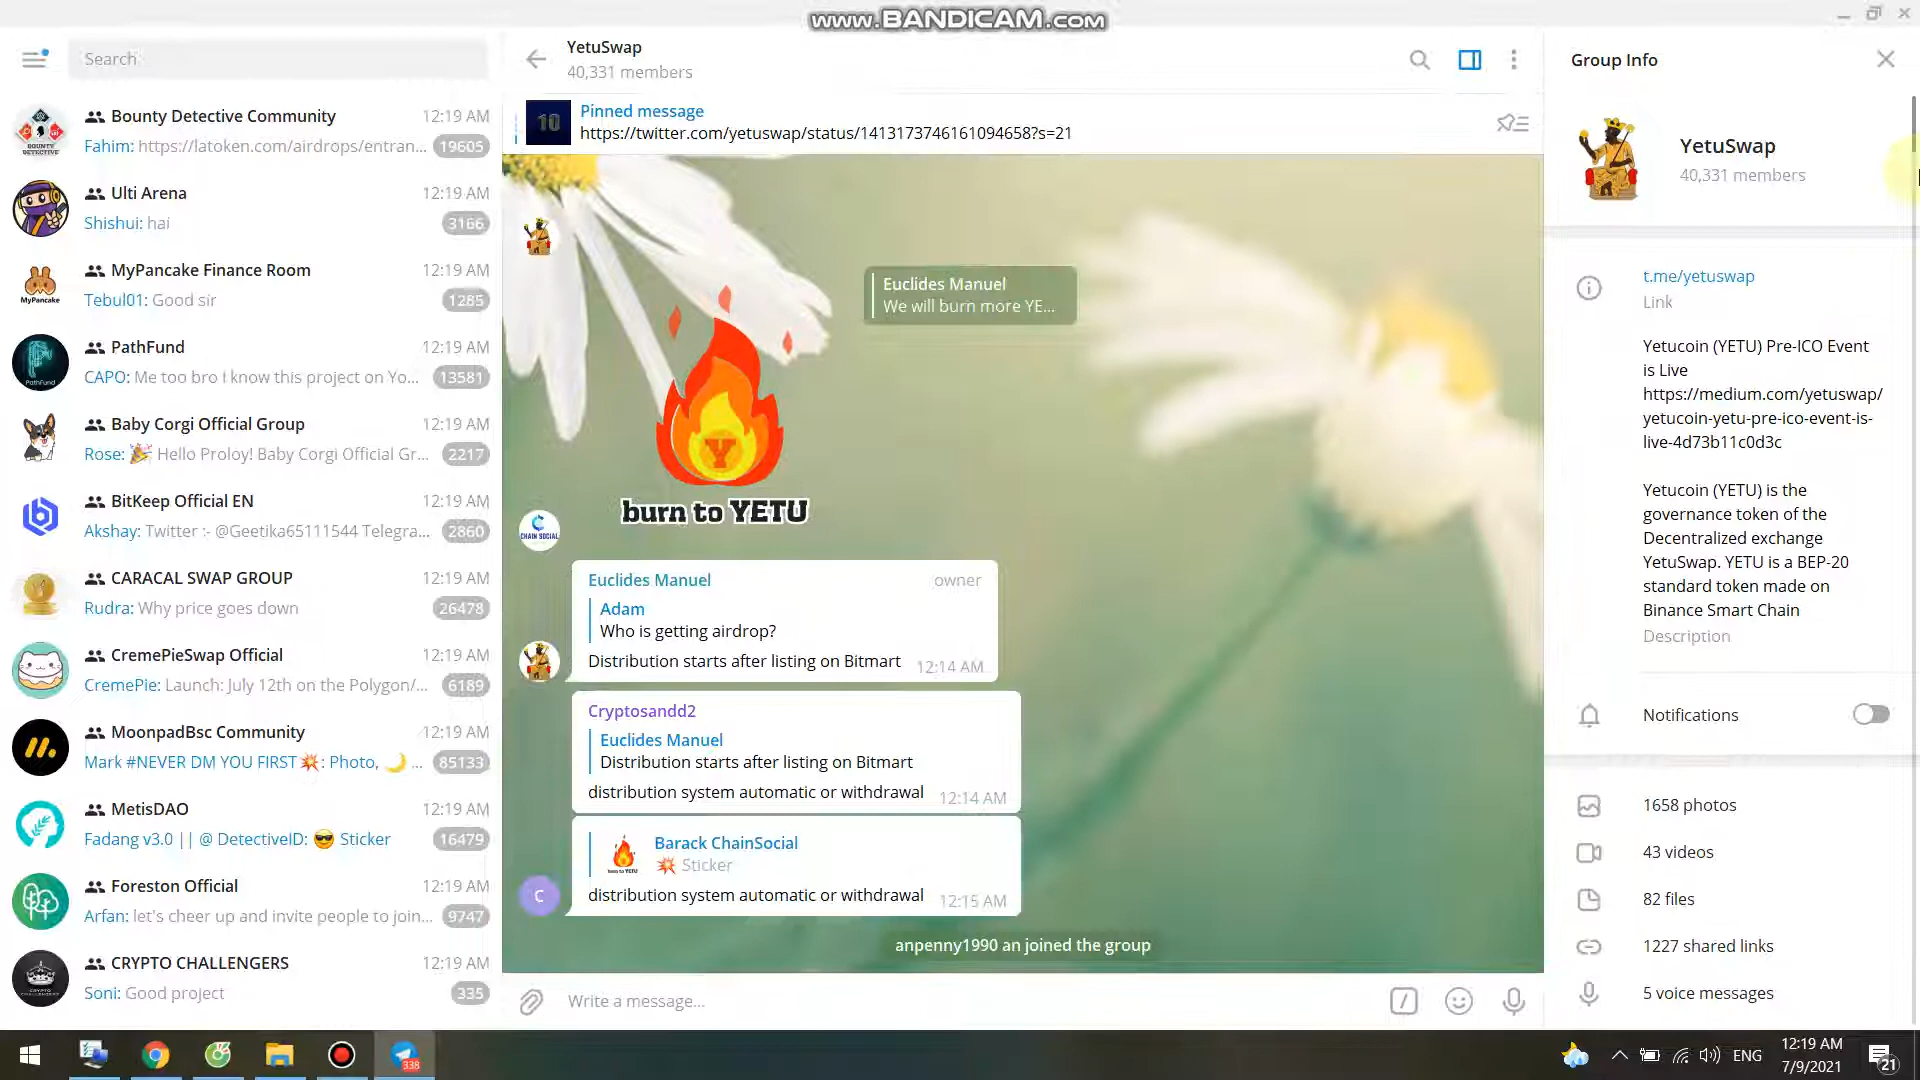 www.BANDICAM.com
Search
Bounty Detective Community
12:19 AM
Fahim: https://latoken.com/airdrops/entran...
19605
Ulti Arena
12:19 AM
Shishui: hai
3166
MyPancake Finance Room
12:19 AM
Tebul01: Good sir
1285
MyPancake
PathFund
12:19 AM
CAPO: Me too bro I know this project on Yo...
13581
PathFund
Baby Corgi Official Group
12:19 AM
Rose: 🎉 Hello Proloy! Baby Corgi Official Gr...
2217
BitKeep Official EN
12:19 AM
Akshay: Twitter :- @Geetika65111544 Telegra...
2860
CARACAL SWAP GROUP
12:19 AM
Rudra: Why price goes down
26478
CremePieSwap Official
12:19 AM
CremePie: Launch: July 12th on the Polygon/...
6189
MoonpadBsc Community
12:19 AM
Mark #NEVER DM YOU FIRST💥: Photo, 🌙 ...
85133
MetisDAO
12:19 AM
Fadang v3.0 || @ DetectiveID: 😎 Sticker
16479
Foreston Official
12:19 AM
Arfan: let's cheer up and invite people to join...
9747
CRYPTO CHALLENGERS
12:19 AM
Soni: Good project
335
YetuSwap
40,331 members
10
Pinned message
https://twitter.com/yetuswap/status/1413173746161094658?s=21
Euclides Manuel
We will burn more YE...
Y
burn to YETU
CHAIN SOCIAL
Euclides Manuel
owner
Adam
Who is getting airdrop?
Distribution starts after listing on Bitmart
12:14 AM
Cryptosandd2
Euclides Manuel
Distribution starts after listing on Bitmart
distribution system automatic or withdrawal
12:14 AM
Barack ChainSocial
💥 Sticker
burn to YETU
distribution system automatic or withdrawal
12:15 AM
C
anpenny1990 an joined the group
Write a message...
Group Info
YetuSwap
40,331 members
t.me/yetuswap
Link
Yetucoin (YETU) Pre-ICO Event
is Live
https://medium.com/yetuswap/
yetucoin-yetu-pre-ico-event-is-
live-4d73b11c0d3c
Yetucoin (YETU) is the
governance token of the
Decentralized exchange
YetuSwap. YETU is a BEP-20
standard token made on
Binance Smart Chain
Description
Notifications
1658 photos
43 videos
82 files
1227 shared links
5 voice messages
338
ENG
12:19 AM
7/9/2021
21